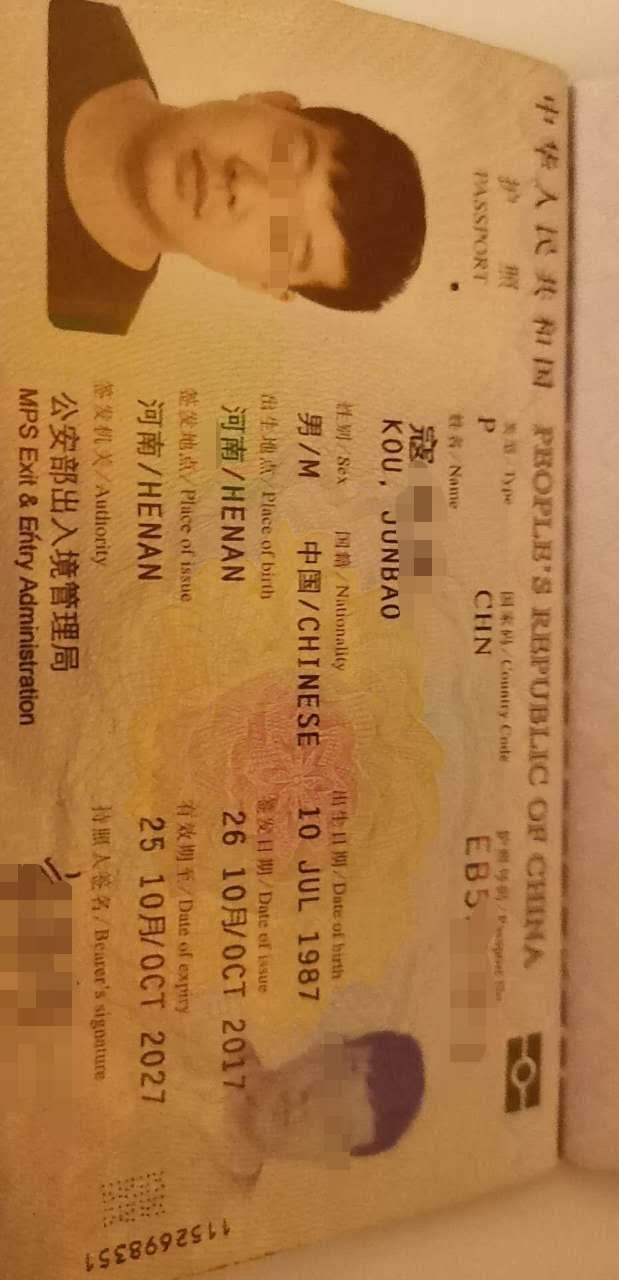 中华人民共和国 PEOPLE'S REPUBLIC OF CHINA
护照
PASSPORT
类型/Type 国家码/Country Code 护照号码/Passport No.
P CHN EB5
姓名/Name
寇
KOU, JUNBAO
性别/Sex 国籍/Nationality 出生日期/Date of birth
男/M 中国/CHINESE 10 JUL 1987
出生地点/Place of birth 签发日期/Date of issue
河南/HENAN 26 10月/OCT 2017
签发地点/Place of issue 有效期至/Date of expiry
河南/HENAN 25 10月/OCT 2027
签发机关/Authority 持照人签名/Bearer's signature
公安部出入境管理局
MPS Exit & Entry Administration
1152698351